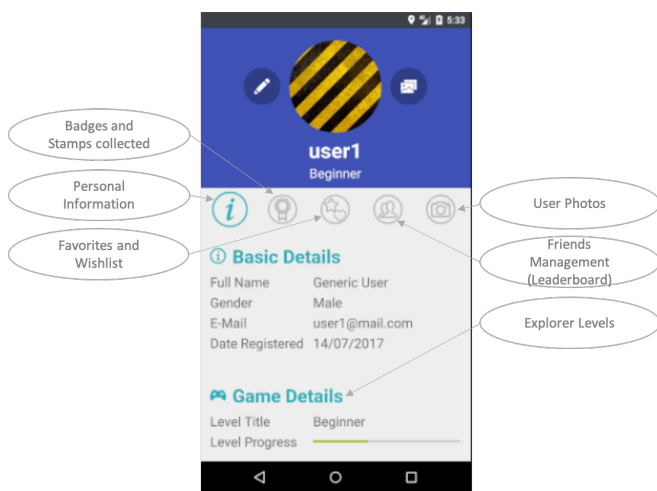 5:33
user1
Beginner
Badges and
Stamps collected
Personal
Information
Favorites and
Wishlist
User Photos
Friends
Management
(Leaderboard)
Explorer Levels
Basic Details
Full Name Generic User
Gender Male
E-Mail user1@mail.com
Date Registered 14/07/2017
Game Details
Level Title Beginner
Level Progress